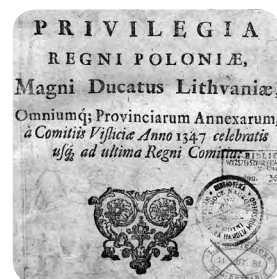 PRIVILEGIA
REGNI POLONIÆ,
Magni Ducatus Lithvaniæ,
Omniumq; Provinciarum Annexarum,
à Comitiis Visliciæ Anno 1347 celebratis
usq; ad ultima Regni Comitia.
BIBLIOTEKA